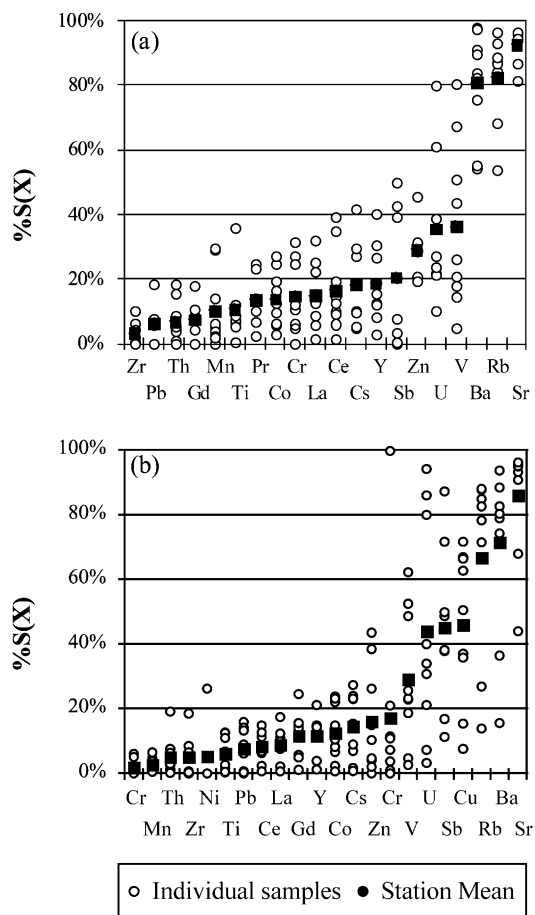 (a)
%S(X)
100%
80%
60%
40%
20%
0%
Zr Th Mn Pr Cr Ce Y Zn V Rb
Pb Gd Ti Co La Cs Sb U Ba Sr
(b)
%S(X)
100%
80%
60%
40%
20%
0%
Cr Th Ni Pb La Y Cs Cr U Cu Ba
Mn Zr Ti Ce Gd Co Zn V Sb Rb Sr
Individual samples Station Mean